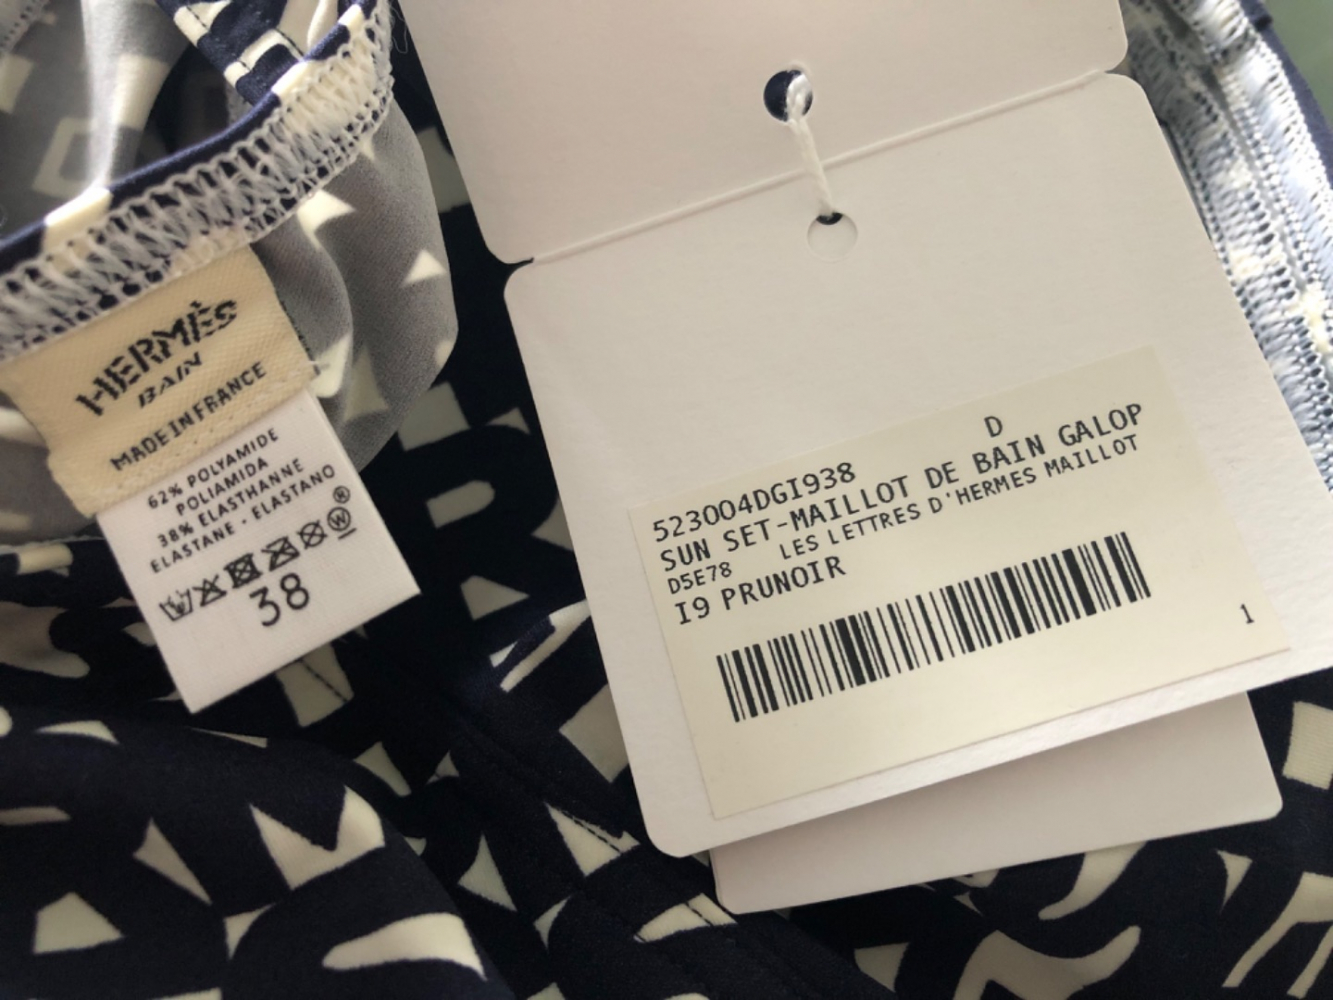 HERMÈS
BAIN
MADE IN FRANCE
62% POLYAMIDE
POLIAMIDA
38% ELASTHANNE
ELASTANE - ELASTANO
®
W
38
D
523004DGI938
SUN SET-MAILLOT DE BAIN GALOP
D5E78 LES LETTRES D'HERMES MAILLOT
I9 PRUNOIR
1